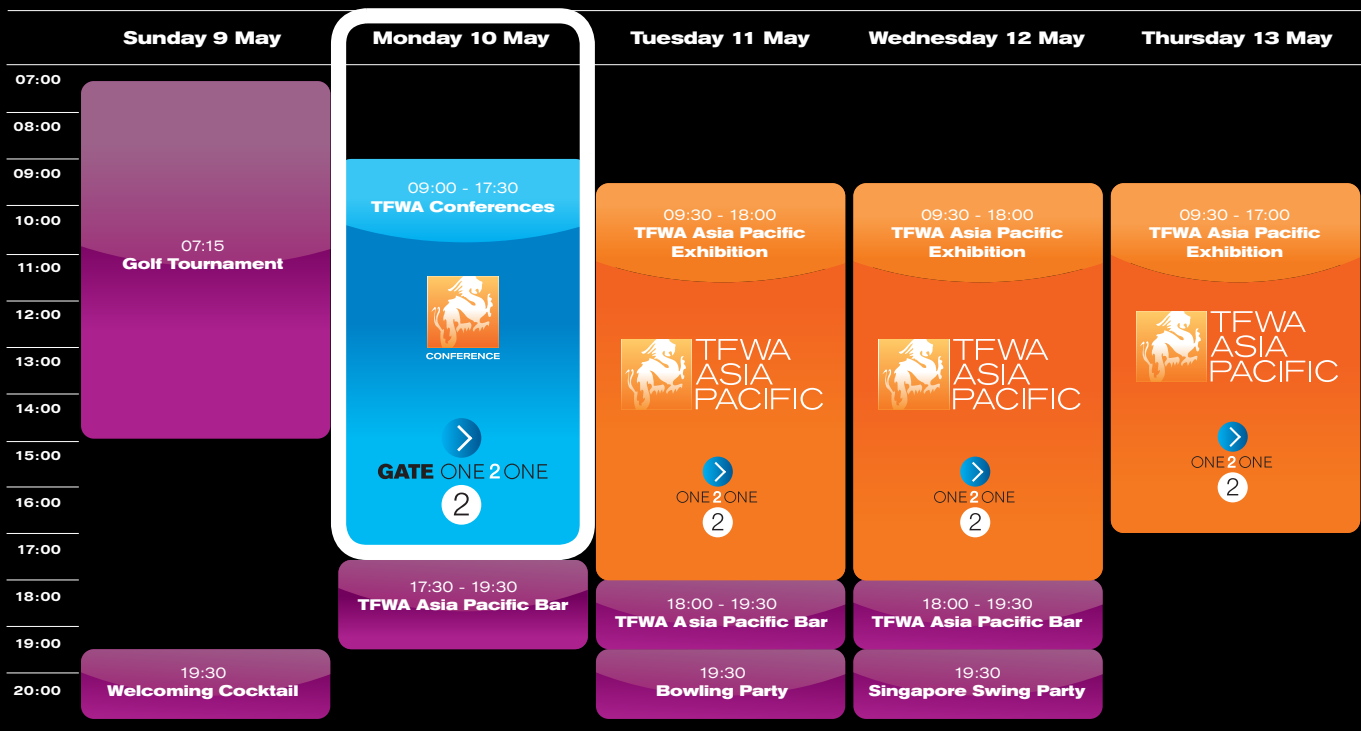 Sunday 9 May
Monday 10 May
Tuesday 11 May
Wednesday 12 May
Thursday 13 May
07:00
08:00
09:00
10:00
11:00
12:00
13:00
14:00
15:00
16:00
17:00
18:00
19:00
20:00
07:15
Golf Tournament
19:30
Welcoming Cocktail
09:00 - 17:30
TFWA Conferences
CONFERENCE
GATE ONE 2 ONE
2
17:30 - 19:30
TFWA Asia Pacific Bar
09:30 - 18:00
TFWA Asia Pacific
Exhibition
TFWA
ASIA
PACIFIC
ONE 2 ONE
2
18:00 - 19:30
TFWA Asia Pacific Bar
19:30
Bowling Party
09:30 - 18:00
TFWA Asia Pacific
Exhibition
TFWA
ASIA
PACIFIC
ONE 2 ONE
2
18:00 - 19:30
TFWA Asia Pacific Bar
19:30
Singapore Swing Party
09:30 - 17:00
TFWA Asia Pacific
Exhibition
TFWA
ASIA
PACIFIC
ONE 2 ONE
2